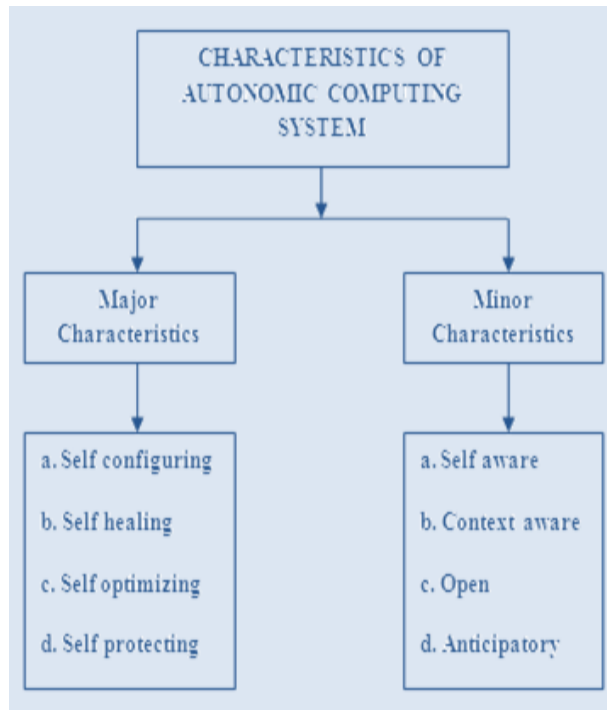 CHARACTERISTICS OF
AUTONOMIC COMPUTING
SYSTEM
Major
Characteristics
Minor
Characteristics
a. Self configuring
b. Self healing
c. Self optimizing
d. Self protecting
a. Self aware
b. Context aware
c. Open
d. Anticipatory